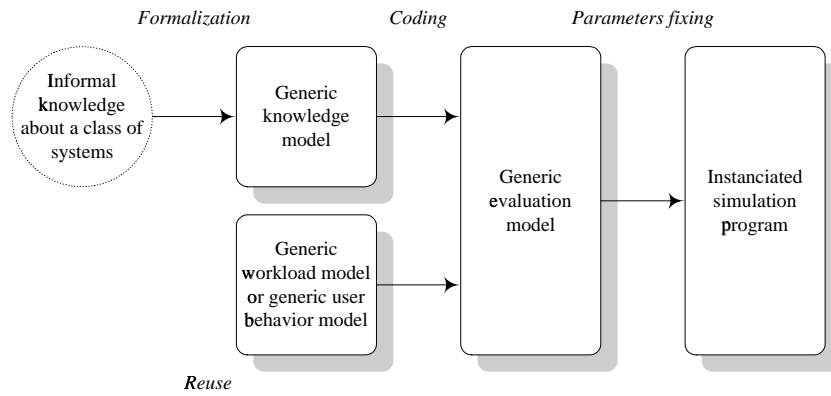 Formalization
Coding
Parameters fixing
Informal
knowledge
about a class of
systems
Generic
knowledge
model
Generic
evaluation
model
Instanciated
simulation
program
Generic
workload model
or generic user
behavior model
Reuse